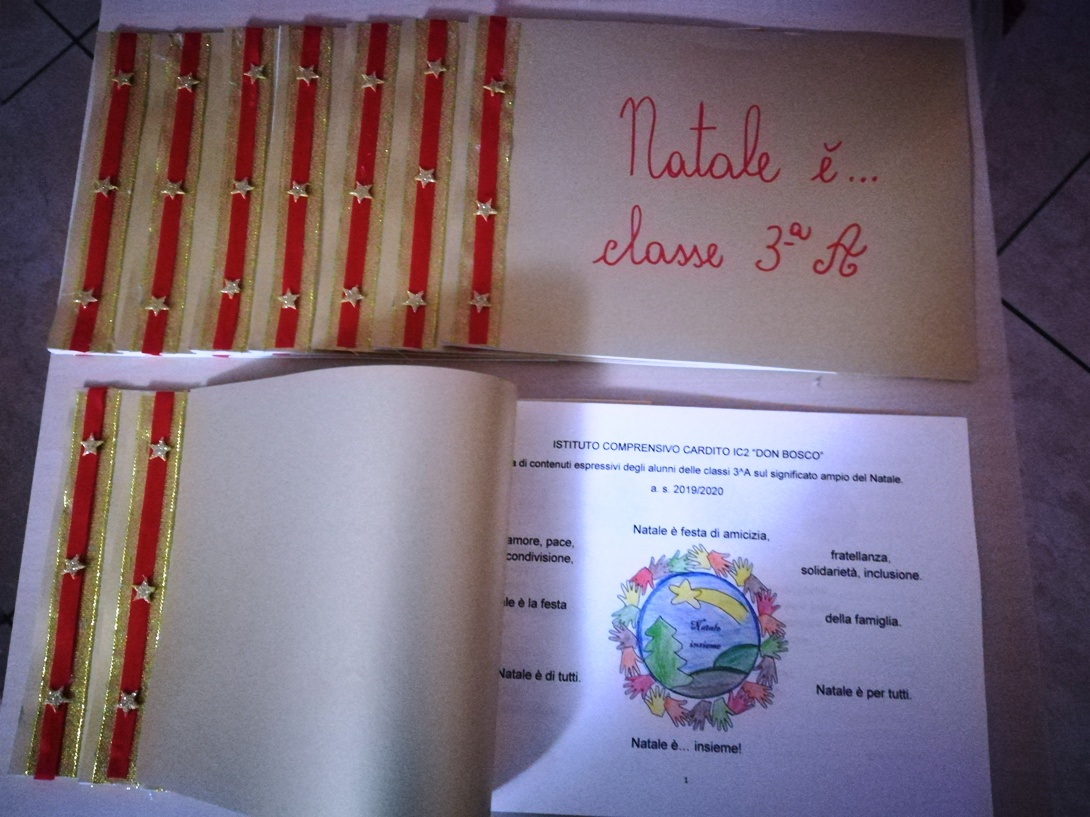 Natale è...
classe 3ª A
ISTITUTO COMPRENSIVO CARDITO IC2 "DON BOSCO"
di contenuti espressivi degli alunni delle classi 3^A sul significato ampio del Natale.
a. s. 2019/2020
Natale è festa di amicizia,
amore, pace,
condivisione,
fratellanza,
solidarietà, inclusione.
è la festa
della famiglia.
Natale
insieme
Natale è di tutti.
Natale è per tutti.
Natale è... insieme!
1